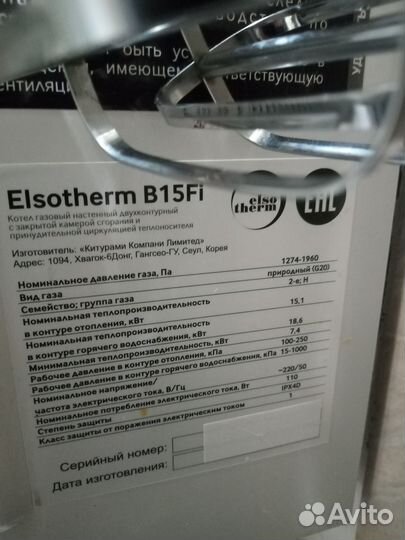 быть ус
имеющем
етствующую
ентиляци
Elsotherm B15Fi
elso
therm
EAC
Котел газовый настенный двухконтурный
с закрытой камерой сгорания и
принудительной циркуляцией теплоносителя
Изготовитель: «Китурами Компани Лимитед»
Адрес: 1094, Хвагок-6Донг, Гангсео-ГУ, Сеул, Корея
Номинальное давление газа, Па 1274-1960
Вид газа природный (G20)
Семейство; группа газа 2-е; Н
Номинальная теплопроизводительность
в контуре отопления, кВт 15,1
Номинальная теплопроизводительность
в контуре горячего водоснабжения, кВт 18,6
Минимальная теплопроизводительность, кВт 7,4
Рабочее давление в контуре отопления, кПа 100-250
Рабочее давление в контуре горячего водоснабжения, кПа 15-1000
Номинальное напряжение/
частота электрического тока, В/Гц ~220/50
Номинальное потребление электрического тока, Вт 110
Степень защиты IPX4D
Класс защиты от поражения электрическим током 1
Серийный номер:
Дата изготовления:
Avito